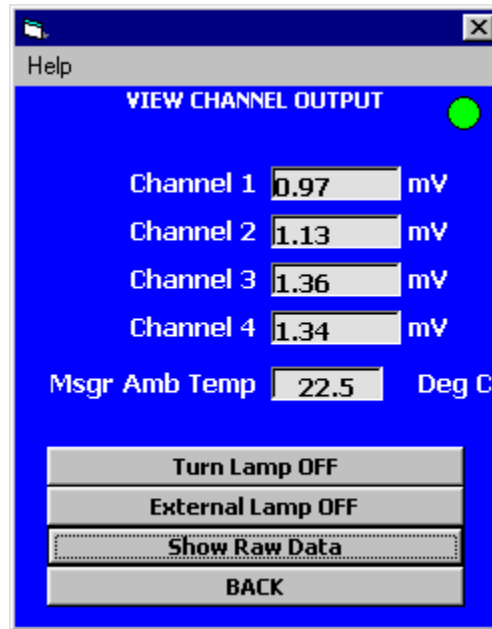 Help
VIEW CHANNEL OUTPUT
Channel 1 0.97 mV
Channel 2 1.13 mV
Channel 3 1.36 mV
Channel 4 1.34 mV
Msgr Amb Temp 22.5 Deg C
Turn Lamp OFF
External Lamp OFF
Show Raw Data
BACK